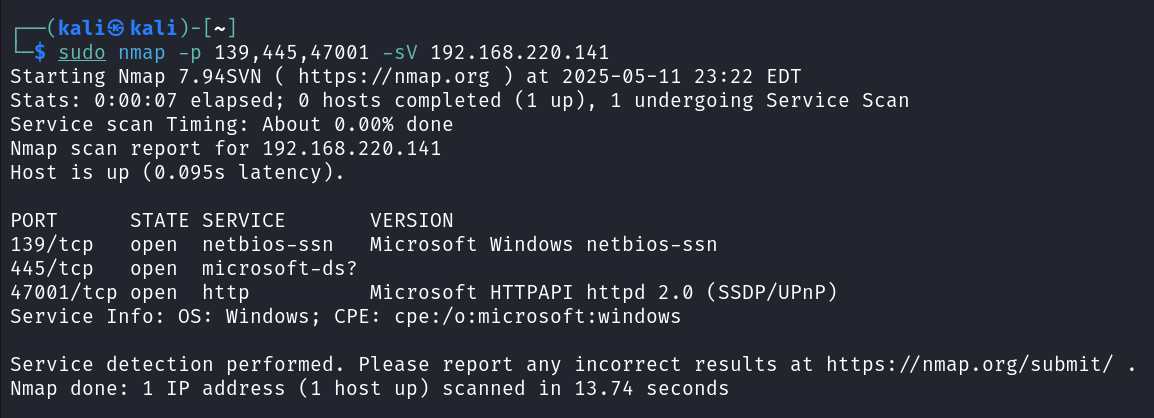 ┌──(kali㉿kali)-[~]
└─$ sudo nmap -p 139,445,47001 -sV 192.168.220.141
Starting Nmap 7.94SVN ( https://nmap.org ) at 2025-05-11 23:22 EDT
Stats: 0:00:07 elapsed; 0 hosts completed (1 up), 1 undergoing Service Scan
Service scan Timing: About 0.00% done
Nmap scan report for 192.168.220.141
Host is up (0.095s latency).
PORT      STATE SERVICE       VERSION
139/tcp   open  netbios-ssn   Microsoft Windows netbios-ssn
445/tcp   open  microsoft-ds?
47001/tcp open  http          Microsoft HTTPAPI httpd 2.0 (SSDP/UPnP)
Service Info: OS: Windows; CPE: cpe:/o:microsoft:windows
Service detection performed. Please report any incorrect results at https://nmap.org/submit/ .
Nmap done: 1 IP address (1 host up) scanned in 13.74 seconds